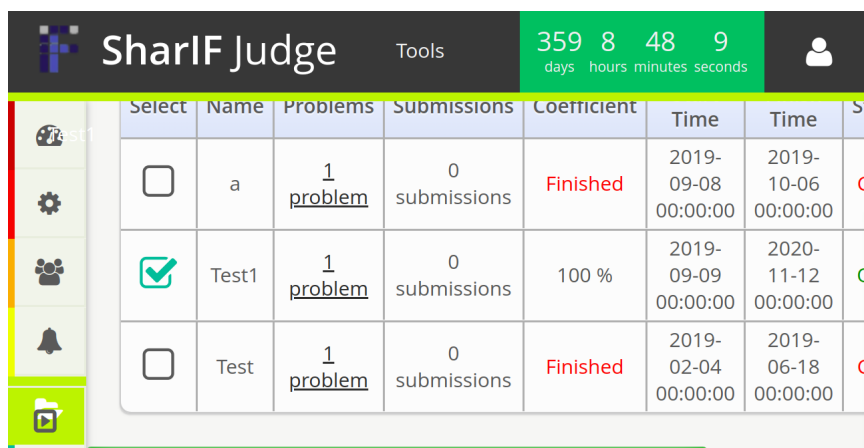 SharIF Judge
Tools
359 8 48 9
days hours minutes seconds
Select Name Problems Submissions Coefficient
Time Time
Test1
a
1
problem
0
submissions
Finished
2019-
09-08
00:00:00
2019-
10-06
00:00:00
Test1
1
problem
0
submissions
100 %
2019-
09-09
00:00:00
2020-
11-12
00:00:00
Test
1
problem
0
submissions
Finished
2019-
02-04
00:00:00
2019-
06-18
00:00:00